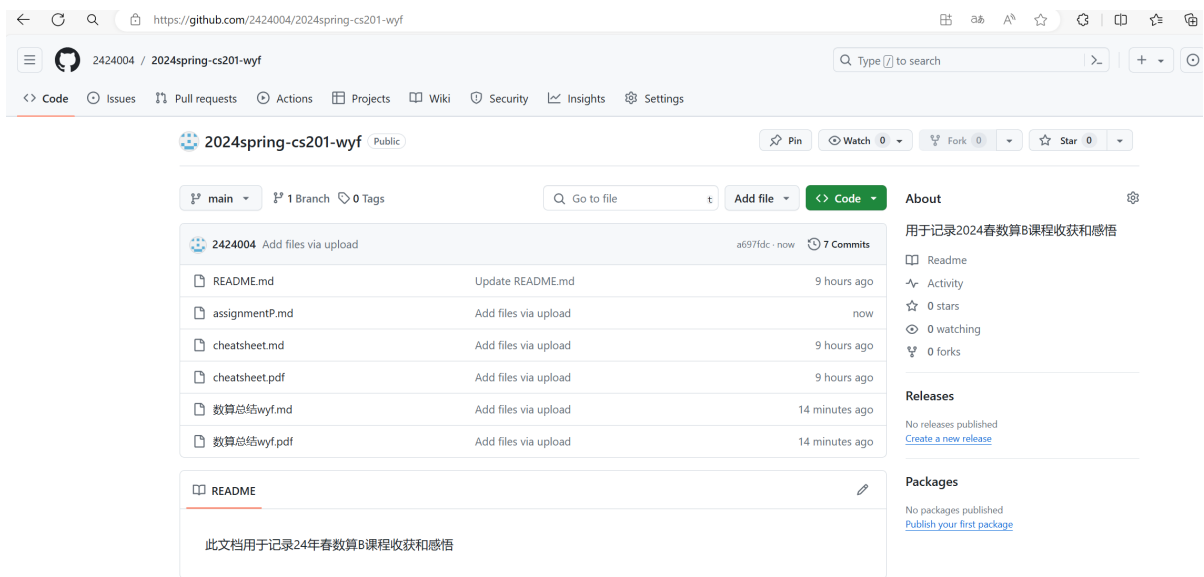 https://github.com/2424004/2024spring-cs201-wyf
2424004 / 2024spring-cs201-wyf
Type / to search
Code Issues Pull requests Actions Projects Wiki Security Insights Settings
2024spring-cs201-wyf Public
Pin Watch 0 Fork 0 Star 0
main 1 Branch 0 Tags Go to file t Add file Code
2424004 Add files via upload a697fdc · now 7 Commits
README.md Update README.md 9 hours ago
assignmentP.md Add files via upload now
cheatsheet.md Add files via upload 9 hours ago
cheatsheet.pdf Add files via upload 9 hours ago
数算总结wyf.md Add files via upload 14 minutes ago
数算总结wyf.pdf Add files via upload 14 minutes ago
README
此文档用于记录24年春数算B课程收获和感悟
About
用于记录2024春数算B课程收获和感悟
Readme
Activity
0 stars
0 watching
0 forks
Releases
No releases published
Create a new release
Packages
No packages published
Publish your first package